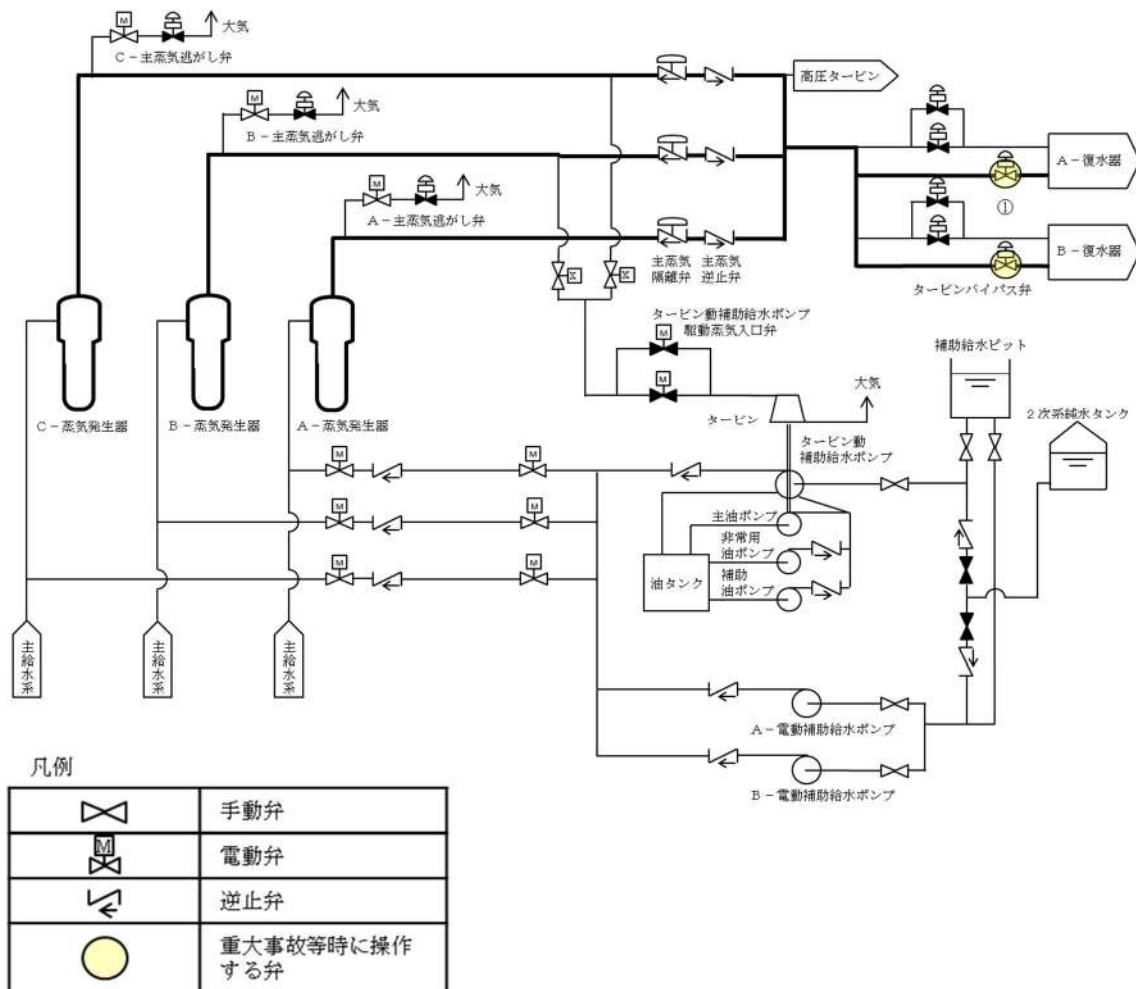 M
大気
C－主蒸気逃がし弁
M
大気
B－主蒸気逃がし弁
M
大気
A－主蒸気逃がし弁
高圧タービン
A－復水器
①
B－復水器
タービンバイパス弁
主蒸気
隔離弁
主蒸気
逆止弁
M
M
C－蒸気発生器
B－蒸気発生器
A－蒸気発生器
タービン動補助給水ポンプ
駆動蒸気入口弁
M
M
タービン
大気
補助給水ピット
2次系純水タンク
タービン動
補助給水ポンプ
M
M
M
M
M
M
主油ポンプ
非常用
油ポンプ
補助
油ポンプ
油タンク
主給水系
主給水系
主給水系
A－電動補助給水ポンプ
B－電動補助給水ポンプ
凡例
手動弁
M
電動弁
逆止弁
重大事故等時に操作
する弁